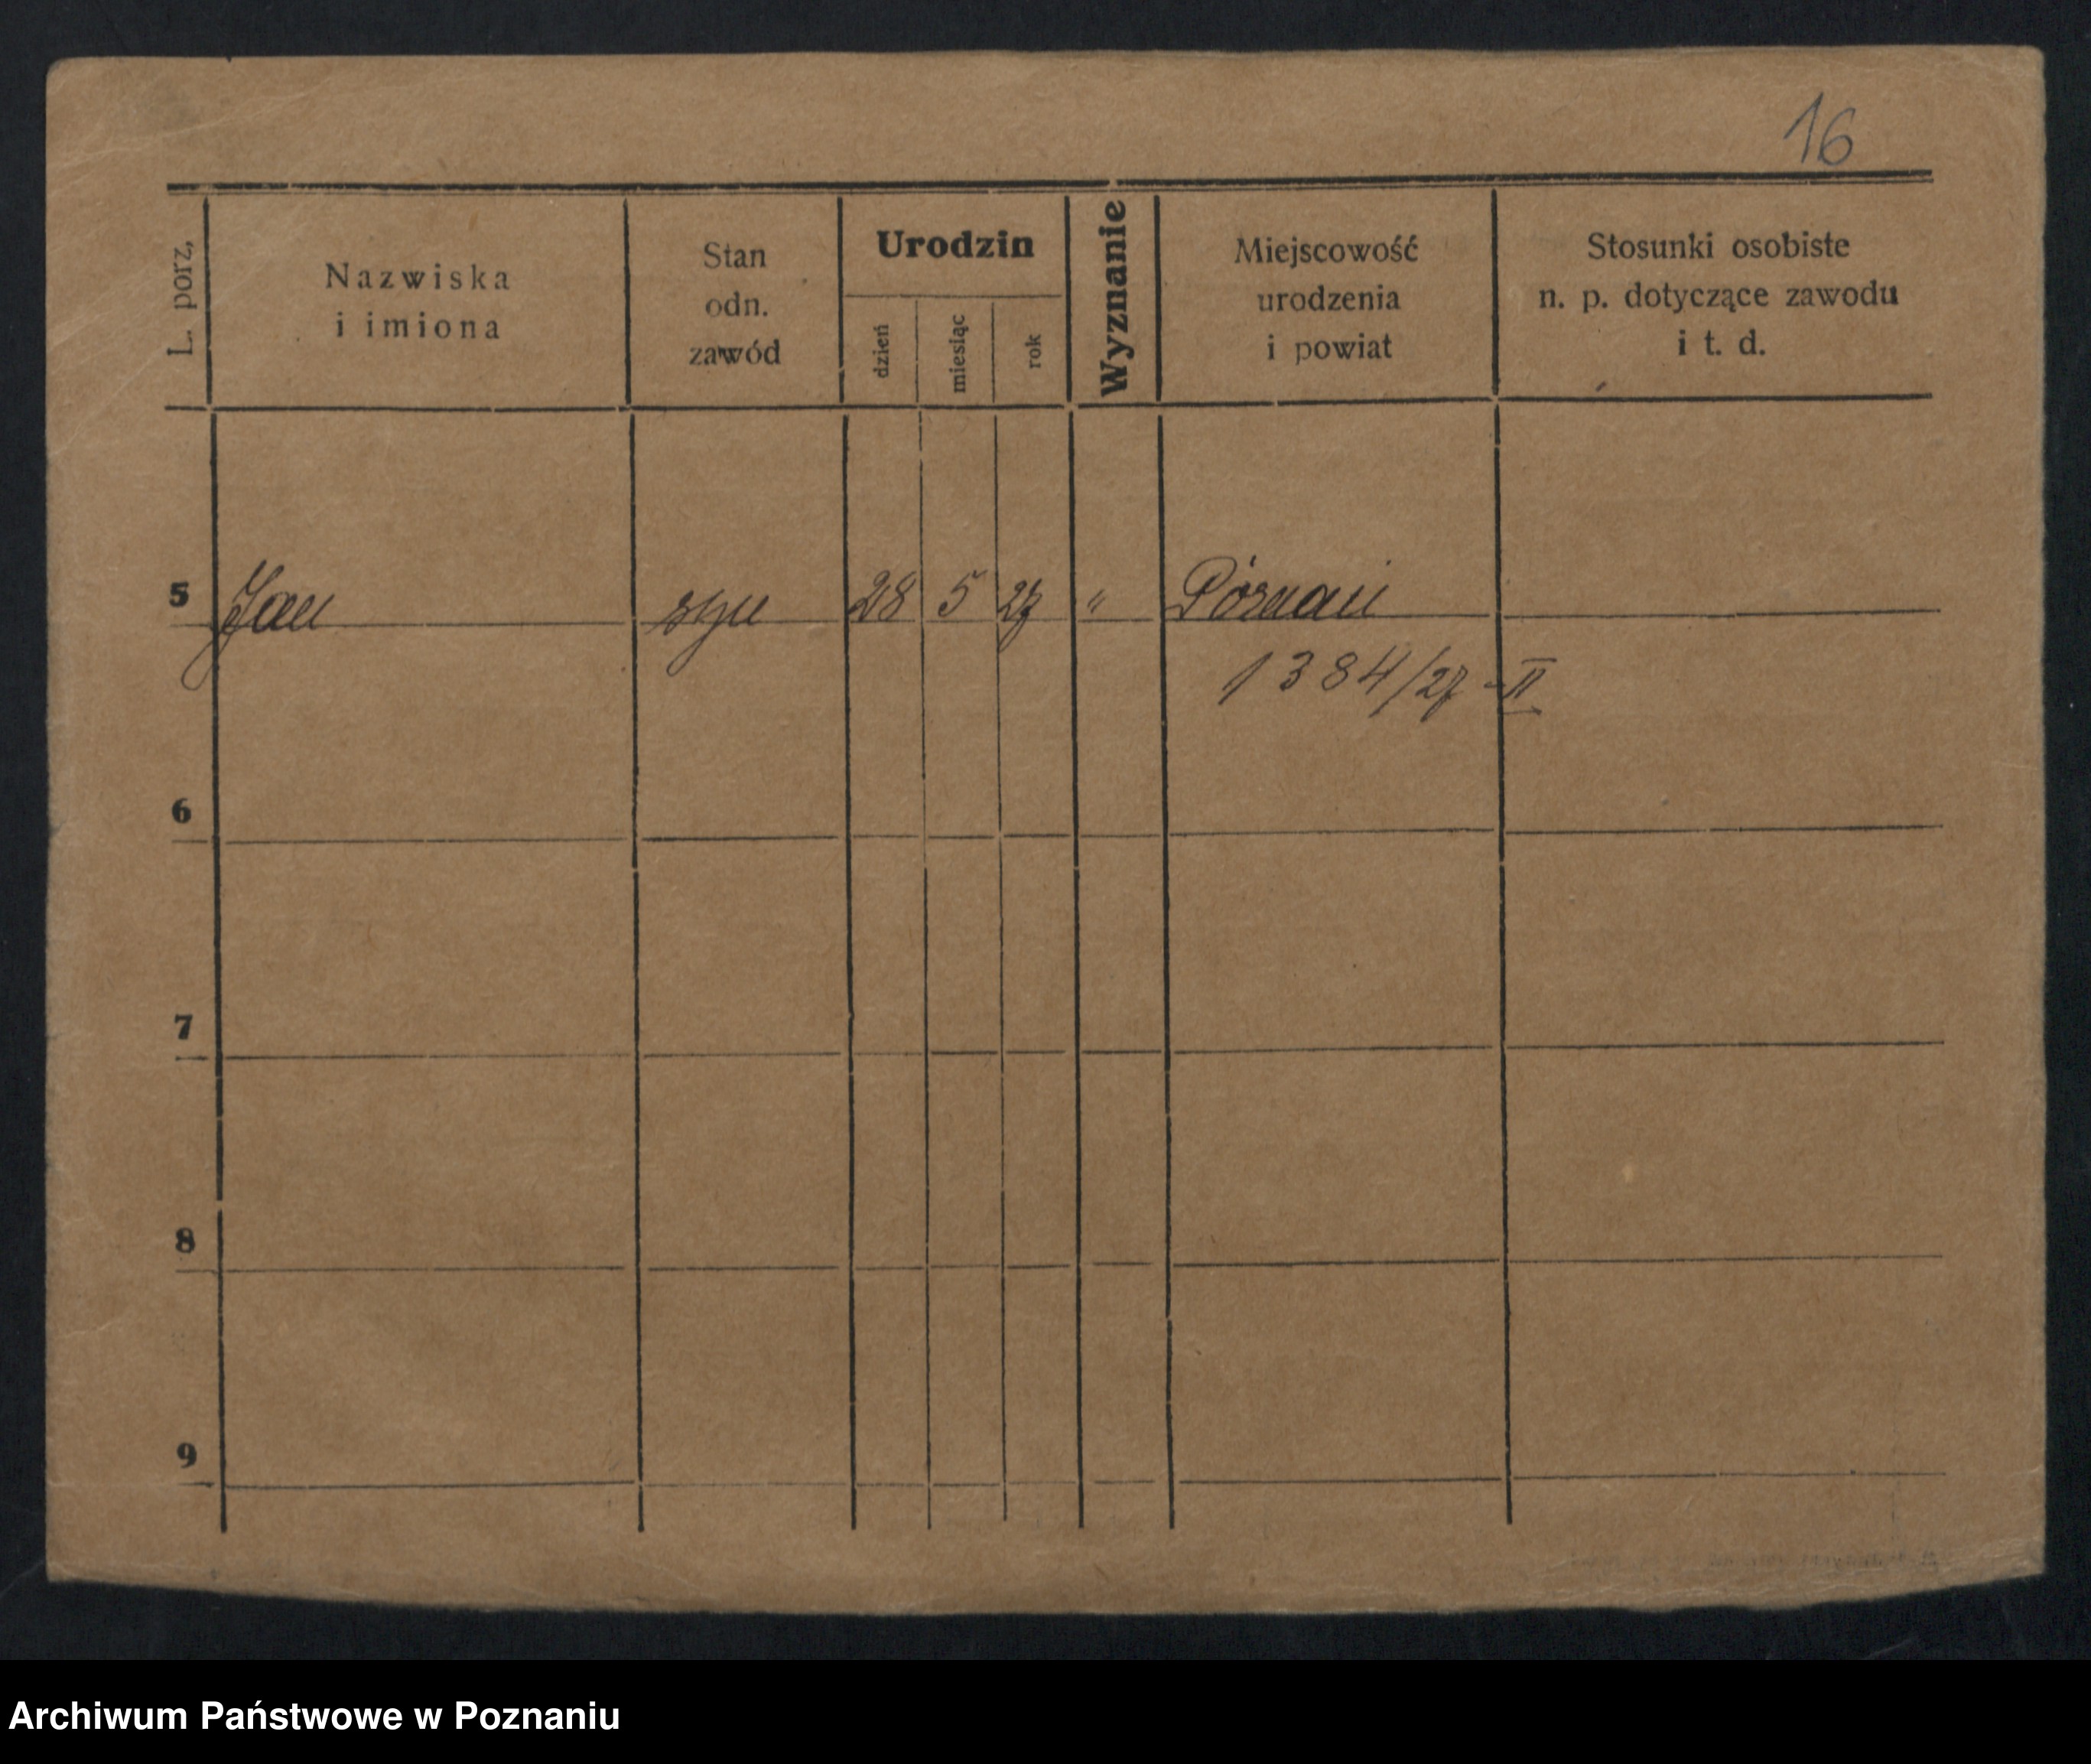 16
L. porz,
Nazwiska
i imiona
Stan
odn.
zawód
Urodzin
dzień
miesiąc
rok
Wyznanie
Miejscowość
urodzenia
i powiat
Stosunki osobiste
n. p. dotyczące zawodu
i t. d.
5 Jan syn 28 5 27 " Poznań
1384/27 - II
6
7
8
9
Archiwum Państwowe w Poznaniu